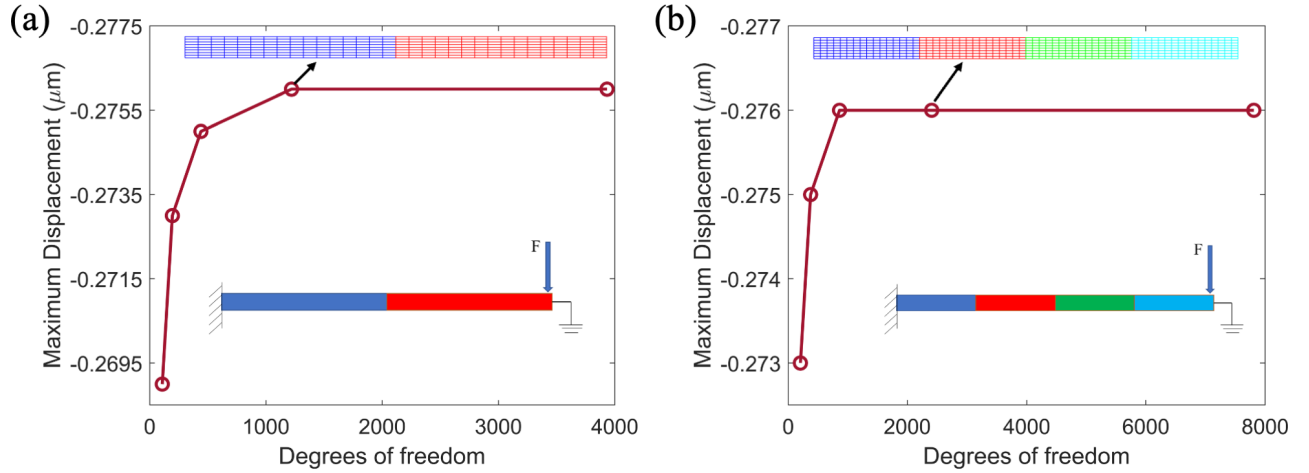 (a)
Maximum Displacement (μm)
-0.2775
-0.2755
-0.2735
-0.2715
-0.2695
F
0 1000 2000 3000 4000
Degrees of freedom
(b)
Maximum Displacement (μm)
-0.277
-0.276
-0.275
-0.274
-0.273
F
0 2000 4000 6000 8000
Degrees of freedom